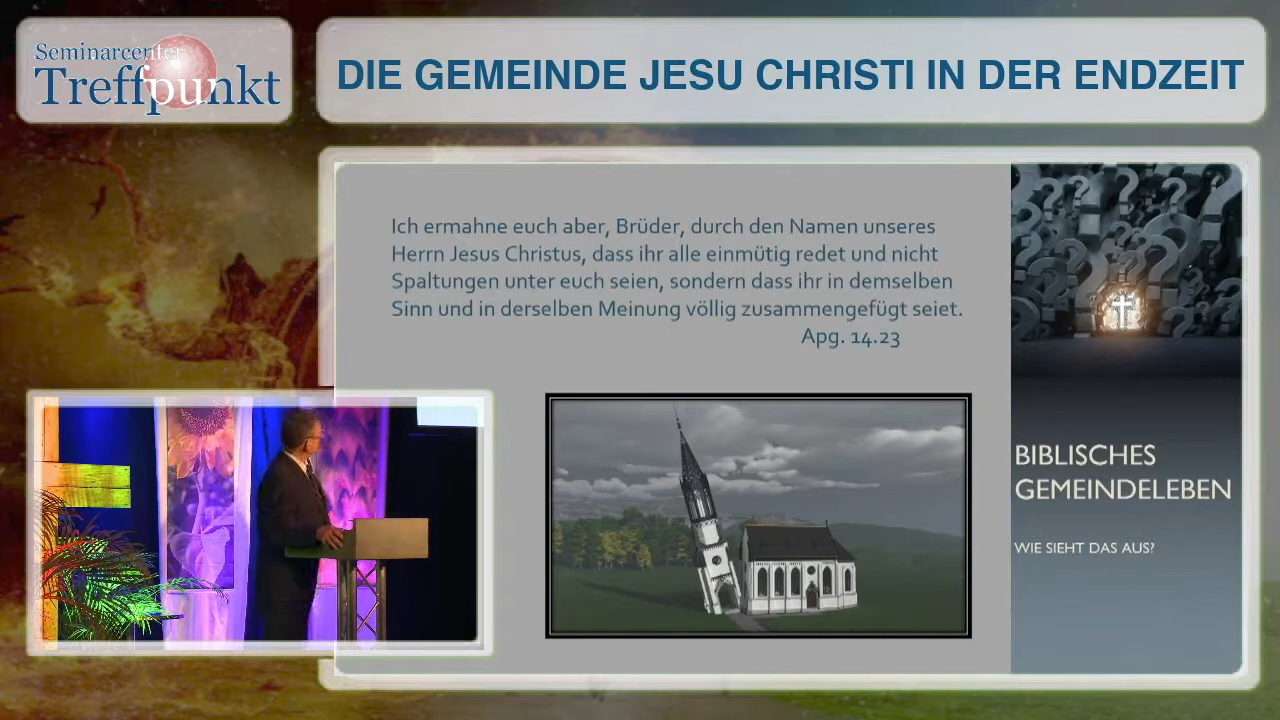 Seminarcenter
Treffpunkt
DIE GEMEINDE JESU CHRISTI IN DER ENDZEIT
Ich ermahne euch aber, Brüder, durch den Namen unseres
Herrn Jesus Christus, dass ihr alle einmütig redet und nicht
Spaltungen unter euch seien, sondern dass ihr in demselben
Sinn und in derselben Meinung völlig zusammengefügt seiet.
Apg. 14.23
BIBLISCHES
GEMEINDELEBEN
WIE SIEHT DAS AUS?